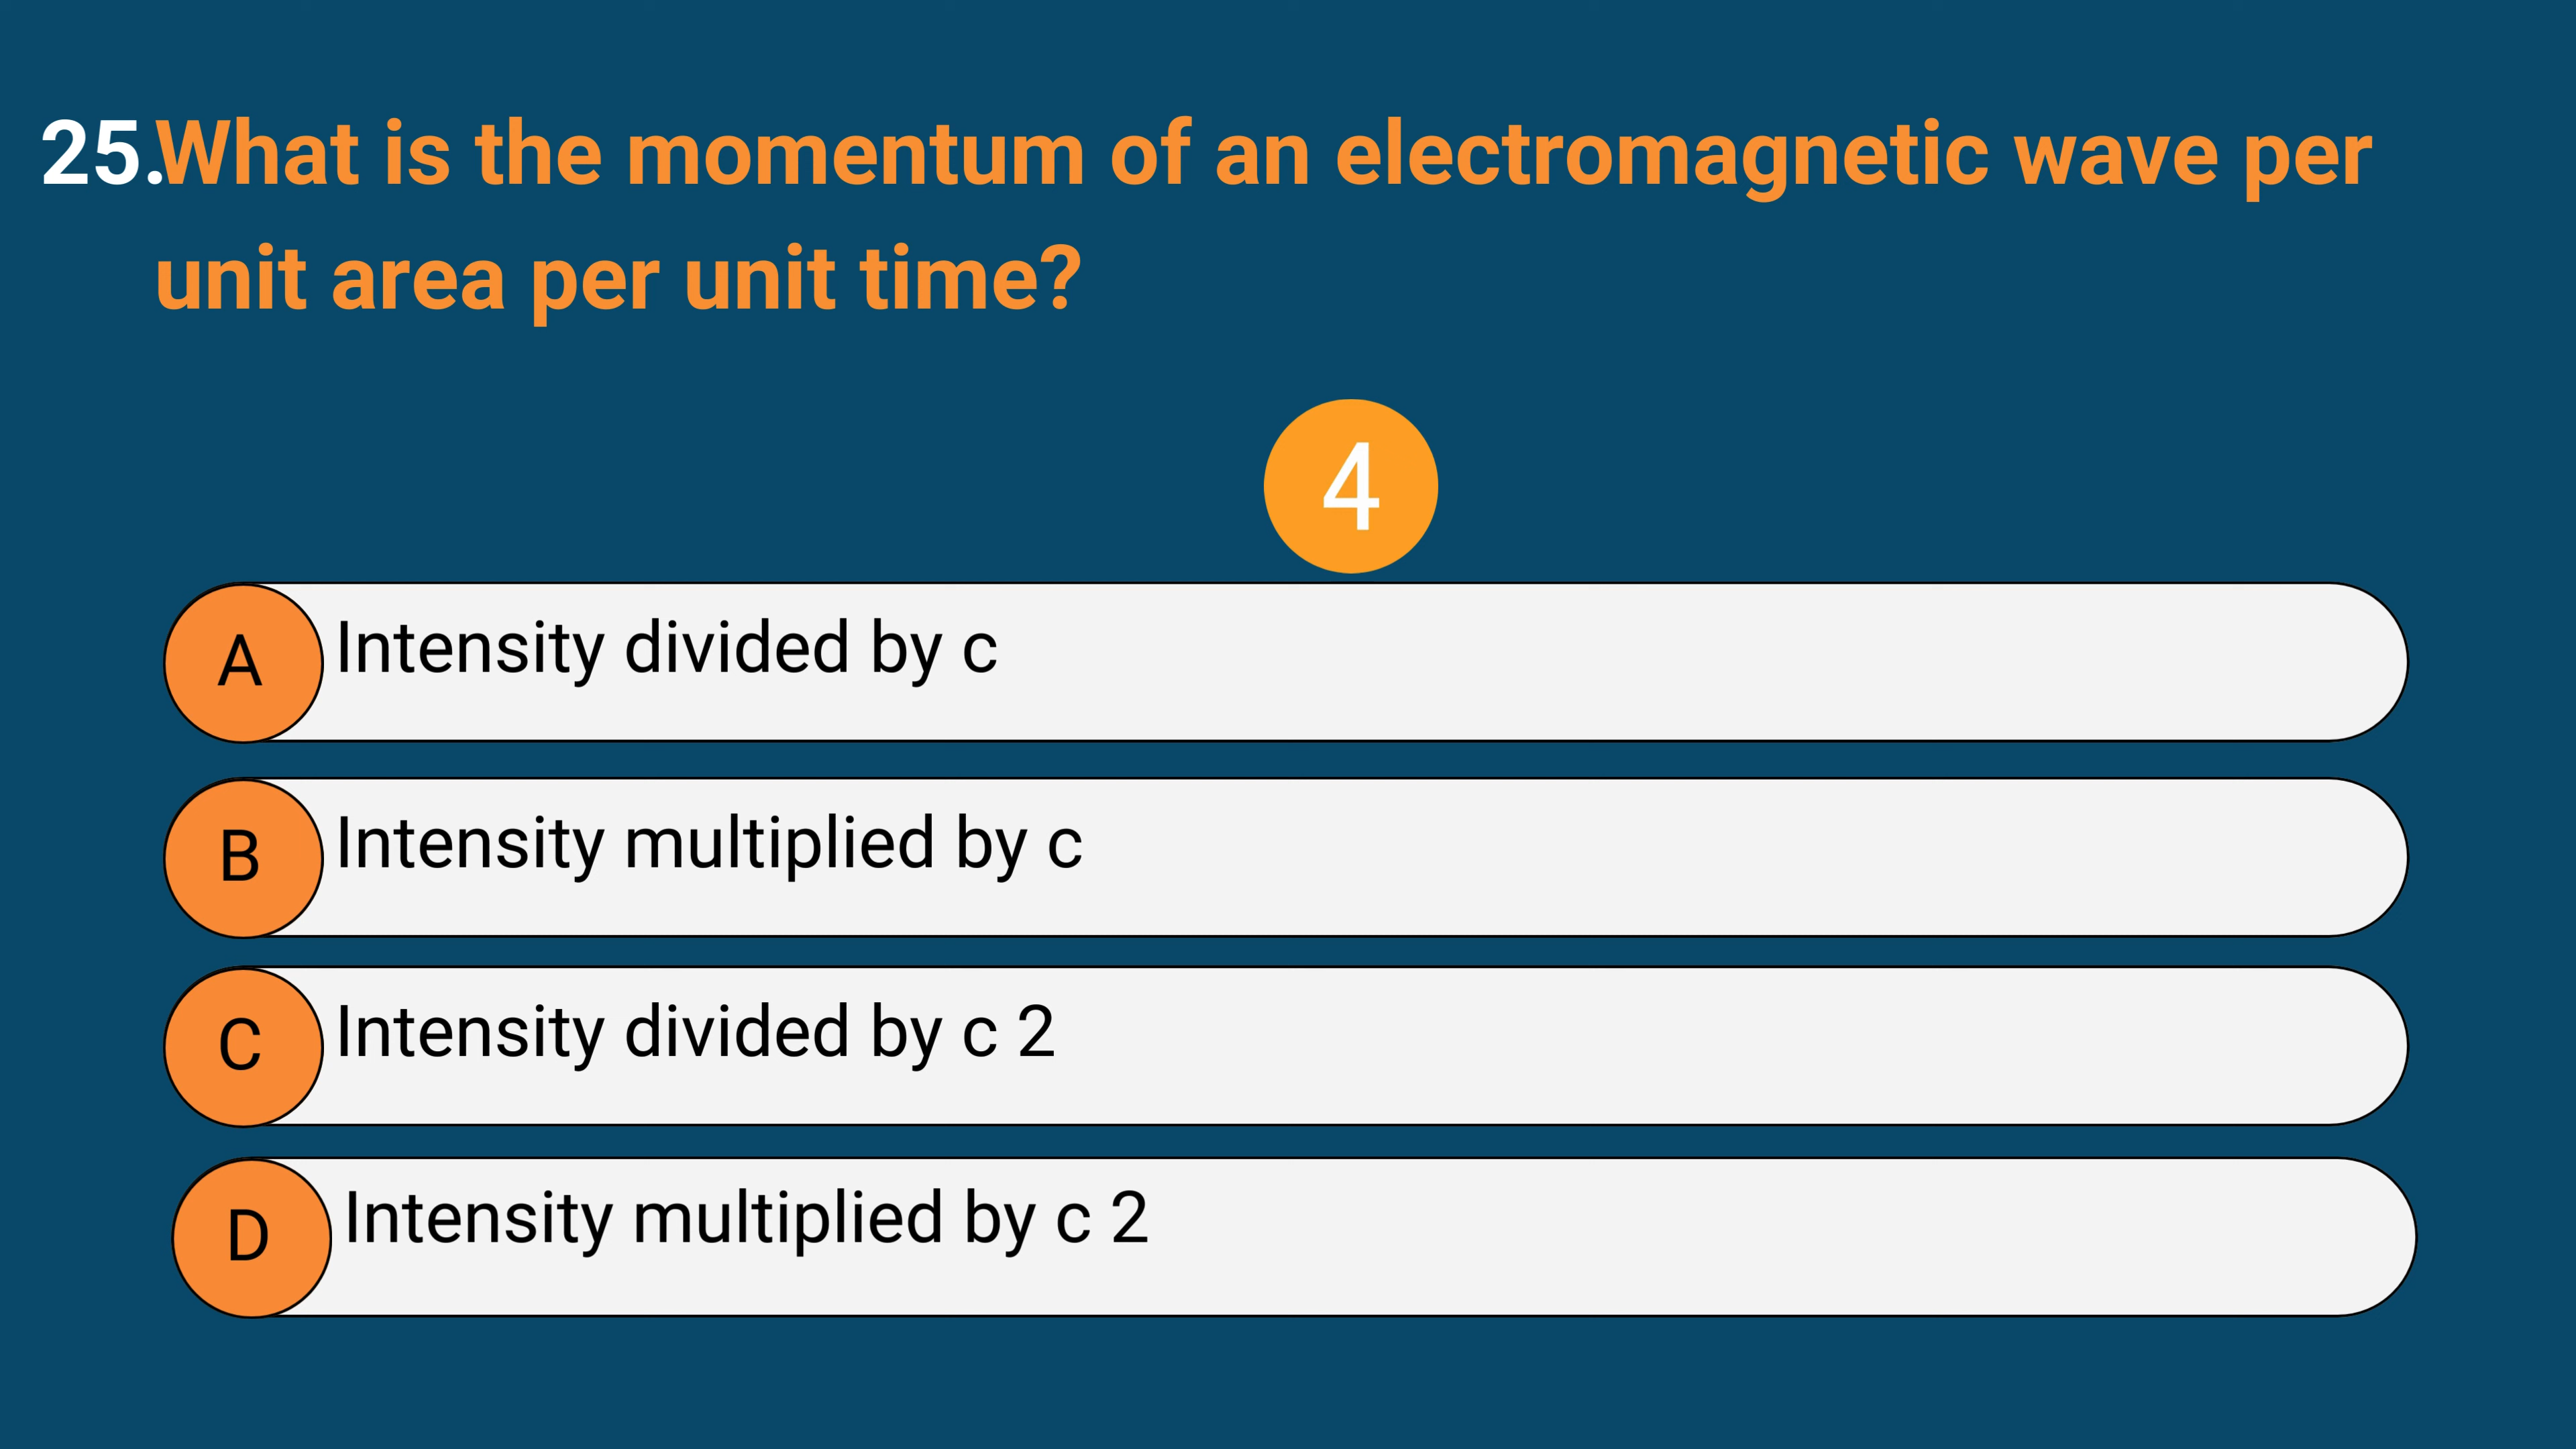 25.What is the momentum of an electromagnetic wave per
unit area per unit time?
4
A Intensity divided by c
B Intensity multiplied by c
C Intensity divided by c 2
D Intensity multiplied by c 2